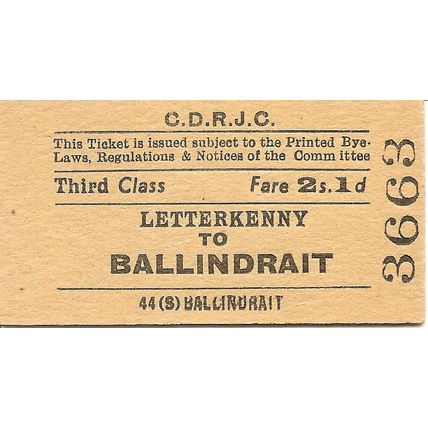 C.D.R.J.C.
This Ticket is issued subject to the Printed Bye-
Laws, Regulations & Notices of the Committee
Third Class Fare 2s.1d
LETTERKENNY
TO
BALLINDRAIT
44(S)BALLINDRAIT
3663